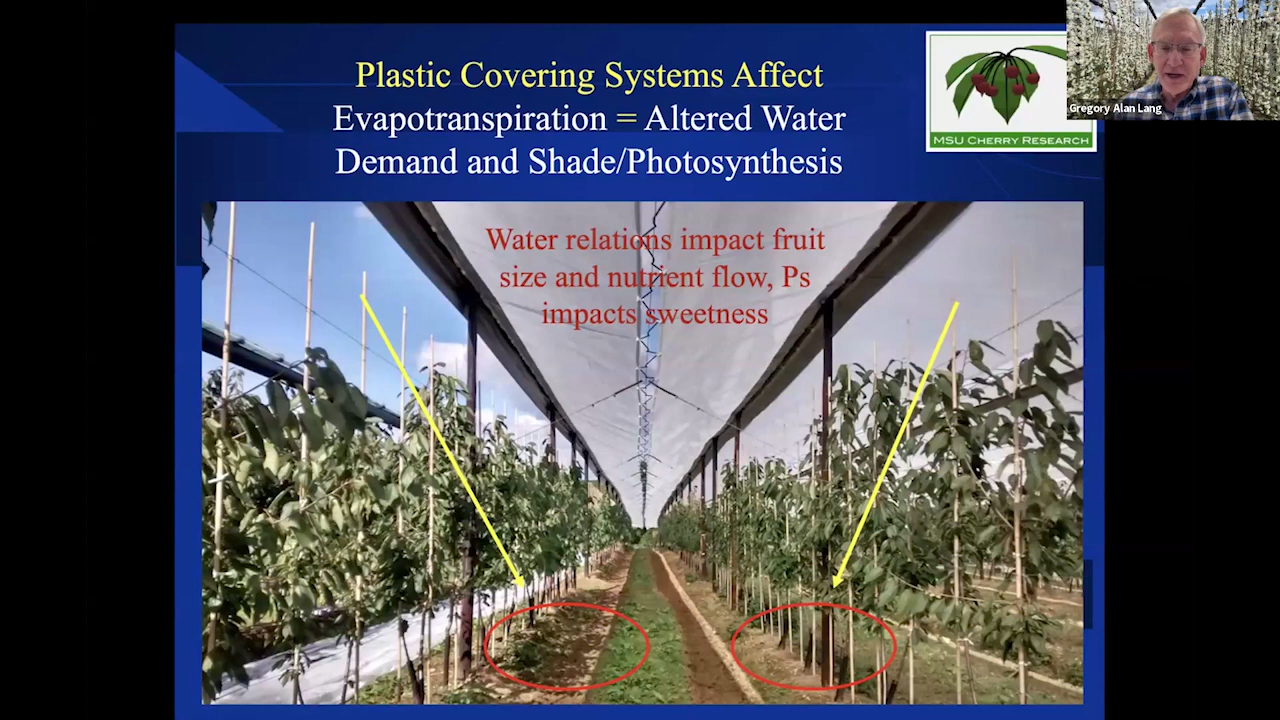 Plastic Covering Systems Affect
Evapotranspiration = Altered Water
Demand and Shade/Photosynthesis
MSU CHERRY RESEARCH
Gregory Alan Lang
Water relations impact fruit
size and nutrient flow, Ps
impacts sweetness